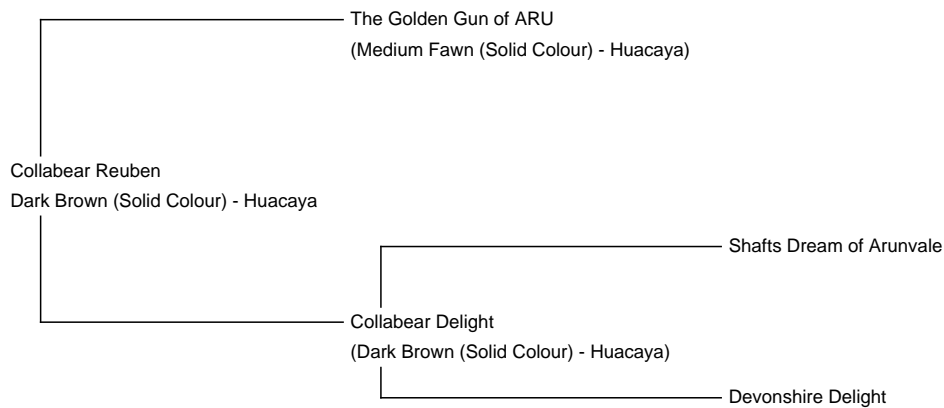 The Golden Gun of ARU
(Medium Fawn (Solid Colour) - Huacaya)
Collabear Reuben
Dark Brown (Solid Colour) - Huacaya
Shafts Dream of Arunvale
Collabear Delight
(Dark Brown (Solid Colour) - Huacaya)
Devonshire Delight